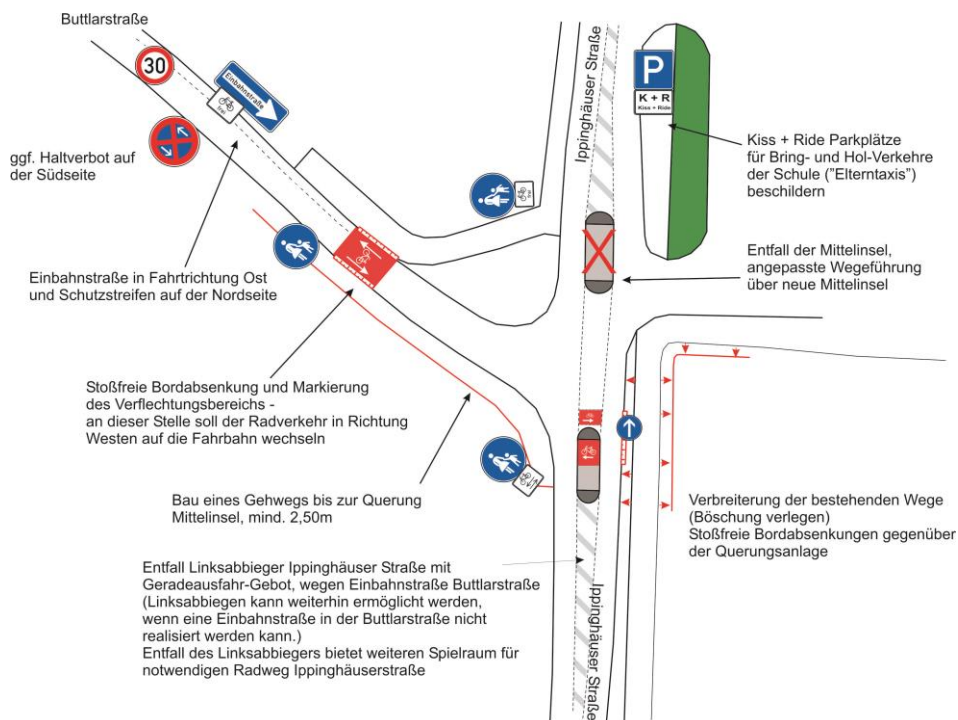 Buttlarstraße
30
Einbahnstraße
Ippinghäuser Straße
P
K + R
Kiss + Ride
Kiss + Ride Parkplätze
für Bring- und Hol-Verkehre
der Schule ("Elterntaxis")
beschildern
ggf. Haltverbot auf
der Südseite
Entfall der Mittelinsel,
angepasste Wegeführung
über neue Mittelinsel
Einbahnstraße in Fahrtrichtung Ost
und Schutzstreifen auf der Nordseite
Stoßfreie Bordabsenkung und Markierung
des Verflechtungsbereichs -
an dieser Stelle soll der Radverkehr in Richtung
Westen auf die Fahrbahn wechseln
Bau eines Gehwegs bis zur Querung
Mittelinsel, mind. 2,50m
Verbreiterung der bestehenden Wege
(Böschung verlegen)
Stoßfreie Bordabsenkungen gegenüber
der Querungsanlage
Entfall Linksabbieger Ippinghäuser Straße mit
Geradeausfahr-Gebot, wegen Einbahnstraße Buttlarstraße
(Linksabbiegen kann weiterhin ermöglicht werden,
wenn eine Einbahnstraße in der Buttlarstraße nicht
realisiert werden kann.)
Entfall des Linksabbiegers bietet weiteren Spielraum für
notwendigen Radweg Ippinghäuserstraße
Ippinghäuser Straße